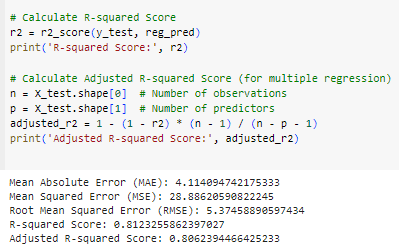 # Calculate R-squared Score
r2 = r2_score(y_test, reg_pred)
print('R-squared Score:', r2)
# Calculate Adjusted R-squared Score (for multiple regression)
n = X_test.shape[0]  # Number of observations
p = X_test.shape[1]  # Number of predictors
adjusted_r2 = 1 - (1 - r2) * (n - 1) / (n - p - 1)
print('Adjusted R-squared Score:', adjusted_r2)
Mean Absolute Error (MAE): 4.114094742175333
Mean Squared Error (MSE): 28.88620590822245
Root Mean Squared Error (RMSE): 5.37458890597434
R-squared Score: 0.8123255862397027
Adjusted R-squared Score: 0.8062394466425233